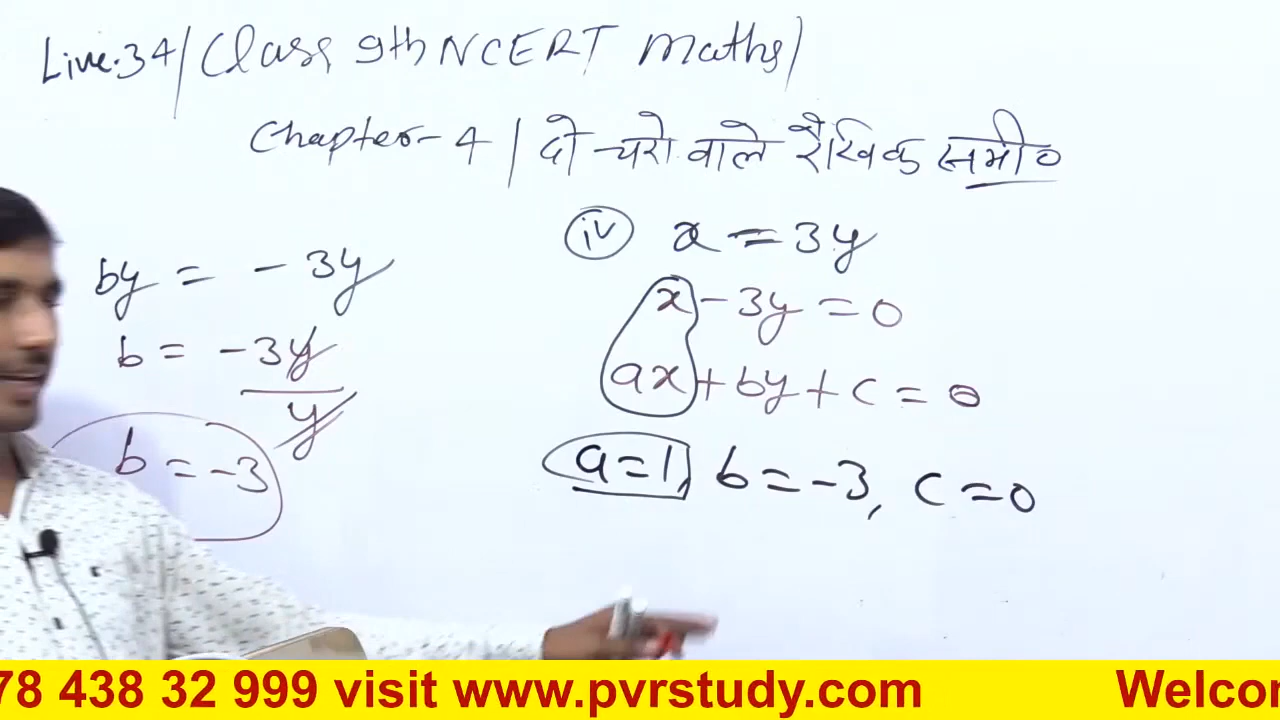 Live.34/Class 9th NCERT Maths/
Chapter-4/दो चरो वाले रैखिक समी०
by = -3y
b = -3y
y
b = -3
iv x = 3y
x - 3y = 0
ax + by + c = 0
a=1, b=-3, c=0
78 438 32 999 visit www.pvrstudy.com Welcor